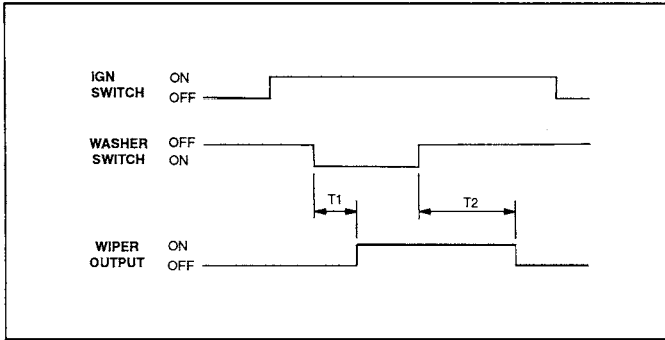 IGN ON
SWITCH OFF
WASHER OFF
SWITCH ON
T1 T2
WIPER ON
OUTPUT OFF